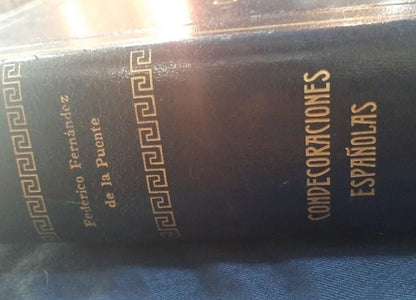 Federico Fernández
de la Puente
CONDECORACIONES
ESPAÑOLAS